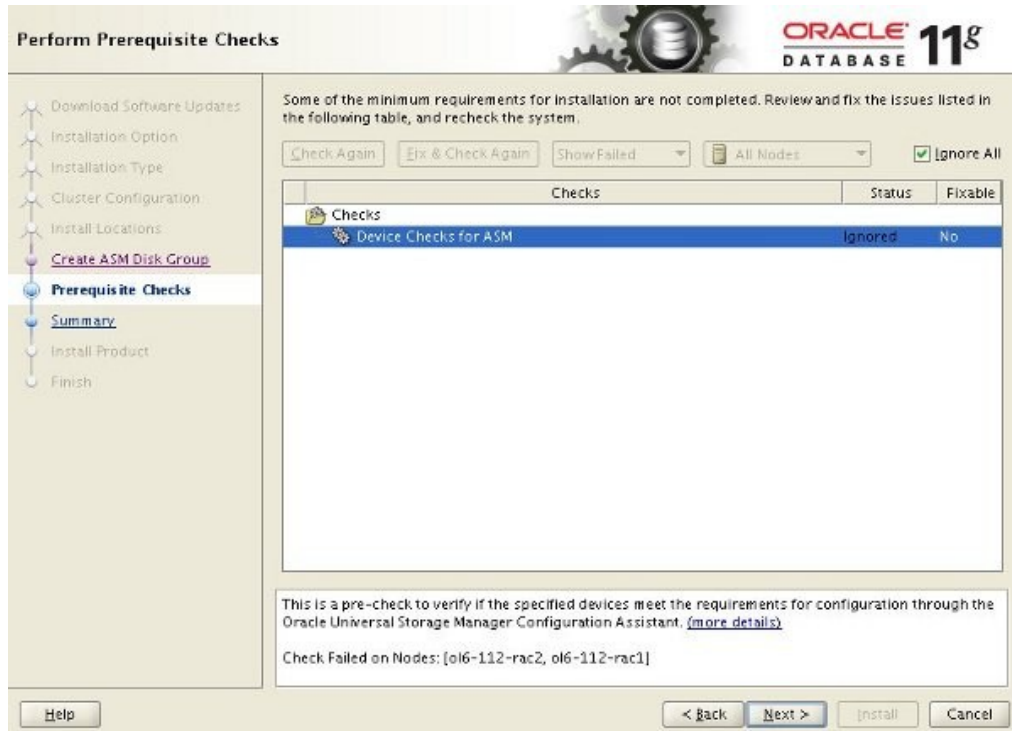 Perform Prerequisite Checks
ORACLE
DATABASE
11g
Download Software Updates
Installation Option
Installation Type
Cluster Configuration
Install Locations
Create ASM Disk Group
Prerequisite Checks
Summary
Install Product
Finish
Some of the minimum requirements for installation are not completed. Review and fix the issues listed in
the following table, and recheck the system.
Check Again Fix & Check Again Show Failed All Nodes Ignore All
Checks Status Fixable
Checks
Device Checks for ASM Ignored No
This is a pre-check to verify if the specified devices meet the requirements for configuration through the
Oracle Universal Storage Manager Configuration Assistant. (more details)
Check Failed on Nodes: [ol6-112-rac2, ol6-112-rac1]
Help < Back Next > Install Cancel